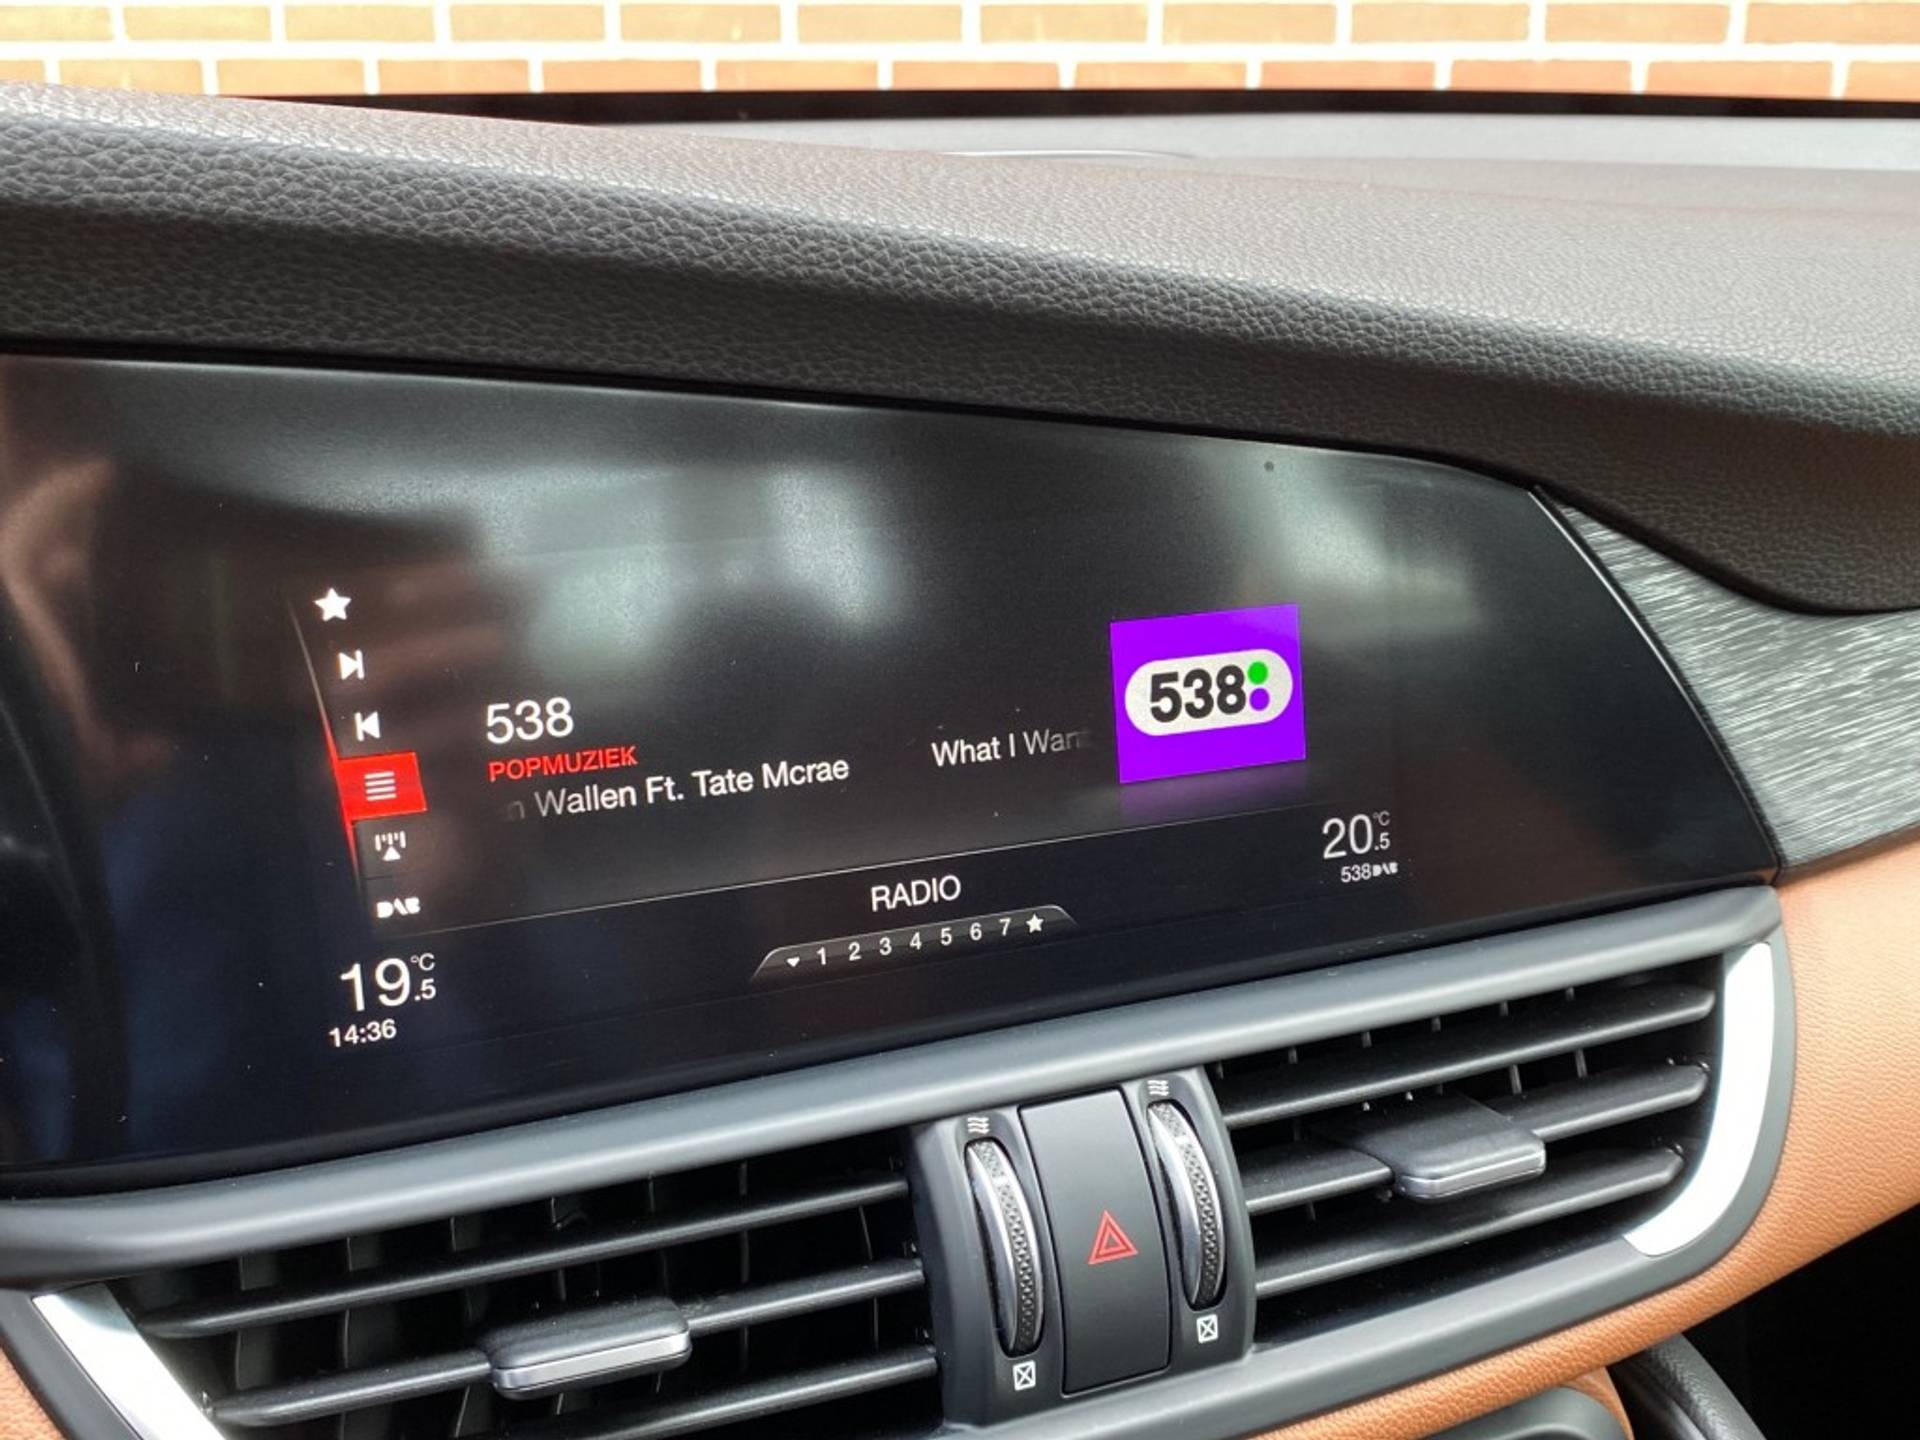 538
POPMUZIEK
Wallen Ft. Tate Mcrae
What I Wan
538
DAB
RADIO
1 2 3 4 5 6 7
20.5 °C
538 DAB
19.5 °C
14:36